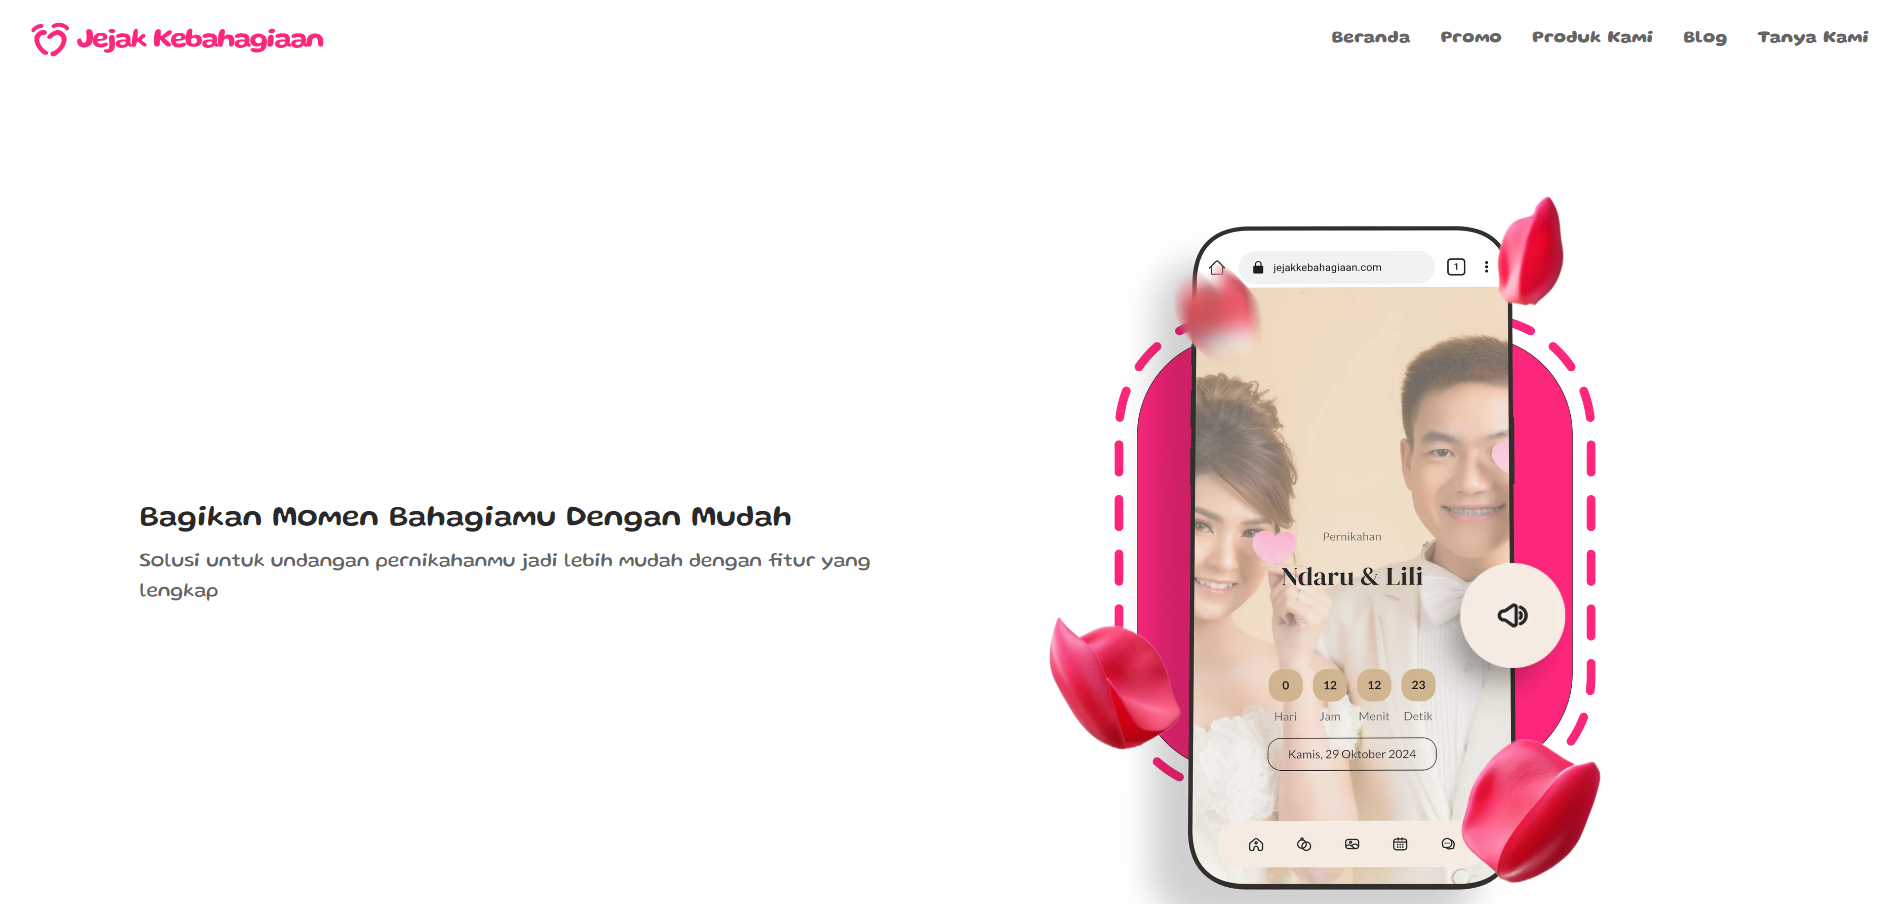 Jejak Kebahagiaan
Beranda Promo Produk Kami Blog Tanya Kami
jejakkebahagiaan.com
1
Bagikan Momen Bahagiamu Dengan Mudah
Solusi untuk undangan pernikahanmu jadi lebih mudah dengan fitur yang
lengkap
Pernikahan
Ndaru & Lili
0 12 12 23
Hari Jam Menit Detik
Kamis, 29 Oktober 2024